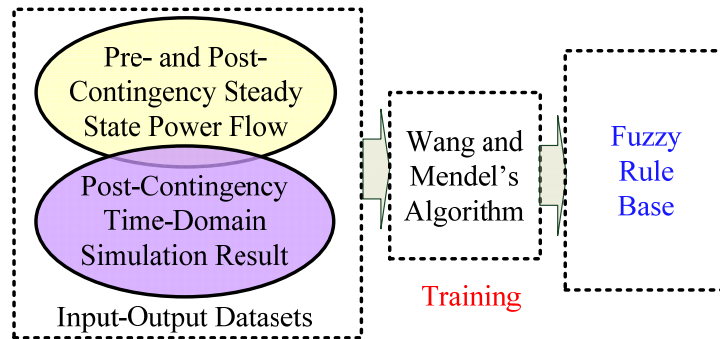 Pre- and Post-
Contingency Steady
State Power Flow
Post-Contingency
Time-Domain
Simulation Result
Input-Output Datasets
Wang and
Mendel's
Algorithm
Training
Fuzzy
Rule
Base